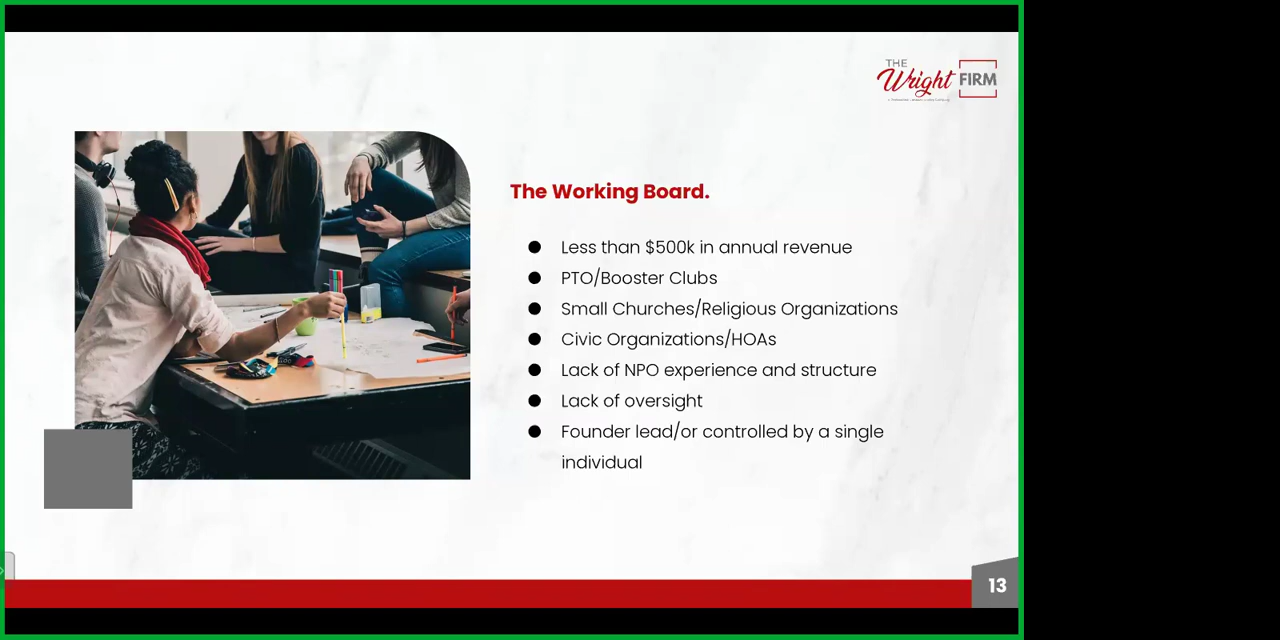 THE
Wright FIRM
The Working Board.
● Less than $500k in annual revenue
● PTO/Booster Clubs
● Small Churches/Religious Organizations
● Civic Organizations/HOAs
● Lack of NPO experience and structure
● Lack of oversight
● Founder lead/or controlled by a single
individual
13